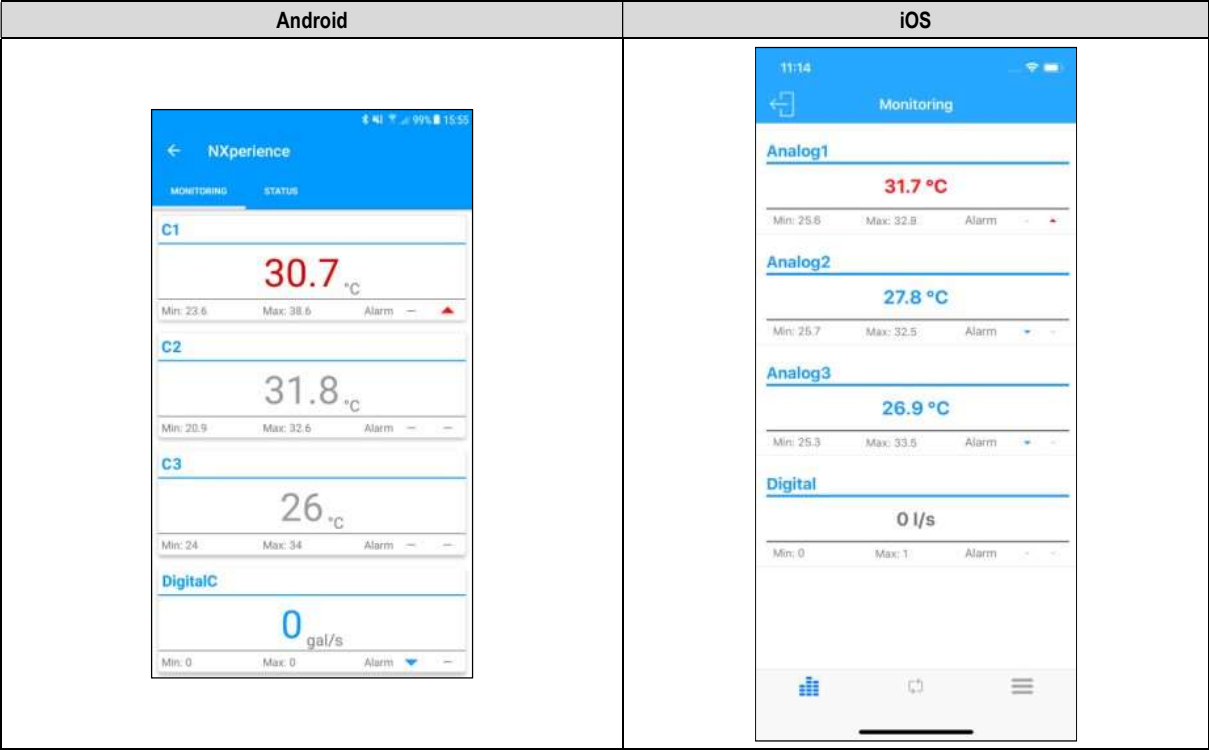 Android
iOS
99% 15:55
NXperience
MONITORING STATUS
C1
30.7 °C
Min: 23.6 Max: 38.6 Alarm —
C2
31.8 °C
Min: 20.9 Max: 32.6 Alarm — —
C3
26 °C
Min: 24 Max: 34 Alarm — —
DigitalC
0 gal/s
Min: 0 Max: 0 Alarm —
11:14
Monitoring
Analog1
31.7 °C
Min: 25.6 Max: 32.8 Alarm -
Analog2
27.8 °C
Min: 25.7 Max: 32.5 Alarm -
Analog3
26.9 °C
Min: 25.3 Max: 33.5 Alarm -
Digital
0 l/s
Min: 0 Max: 1 Alarm - -